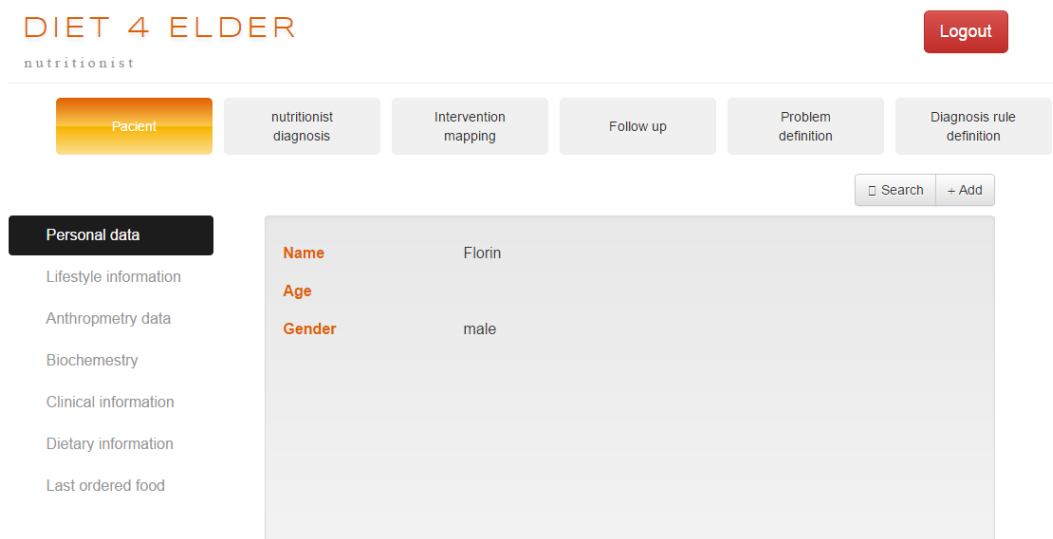 DIET 4 ELDER
Logout
nutritionist
Pacient
nutritionist
diagnosis
Intervention
mapping
Follow up
Problem
definition
Diagnosis rule
definition
Search
+ Add
Personal data
Lifestyle information
Anthropmetry data
Biochemestry
Clinical information
Dietary information
Last ordered food
Name Florin
Age
Gender male